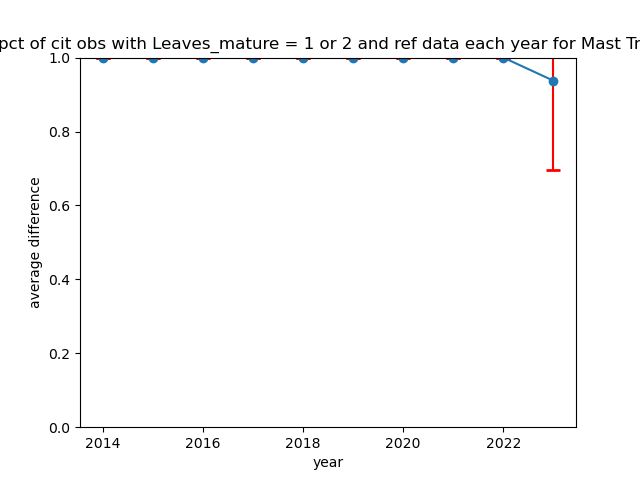 pct of cit obs with Leaves_mature = 1 or 2 and ref data each year for Mast
1.0
0.8
0.6
0.4
0.2
0.0
average difference
2014 2016 2018 2020 2022
year